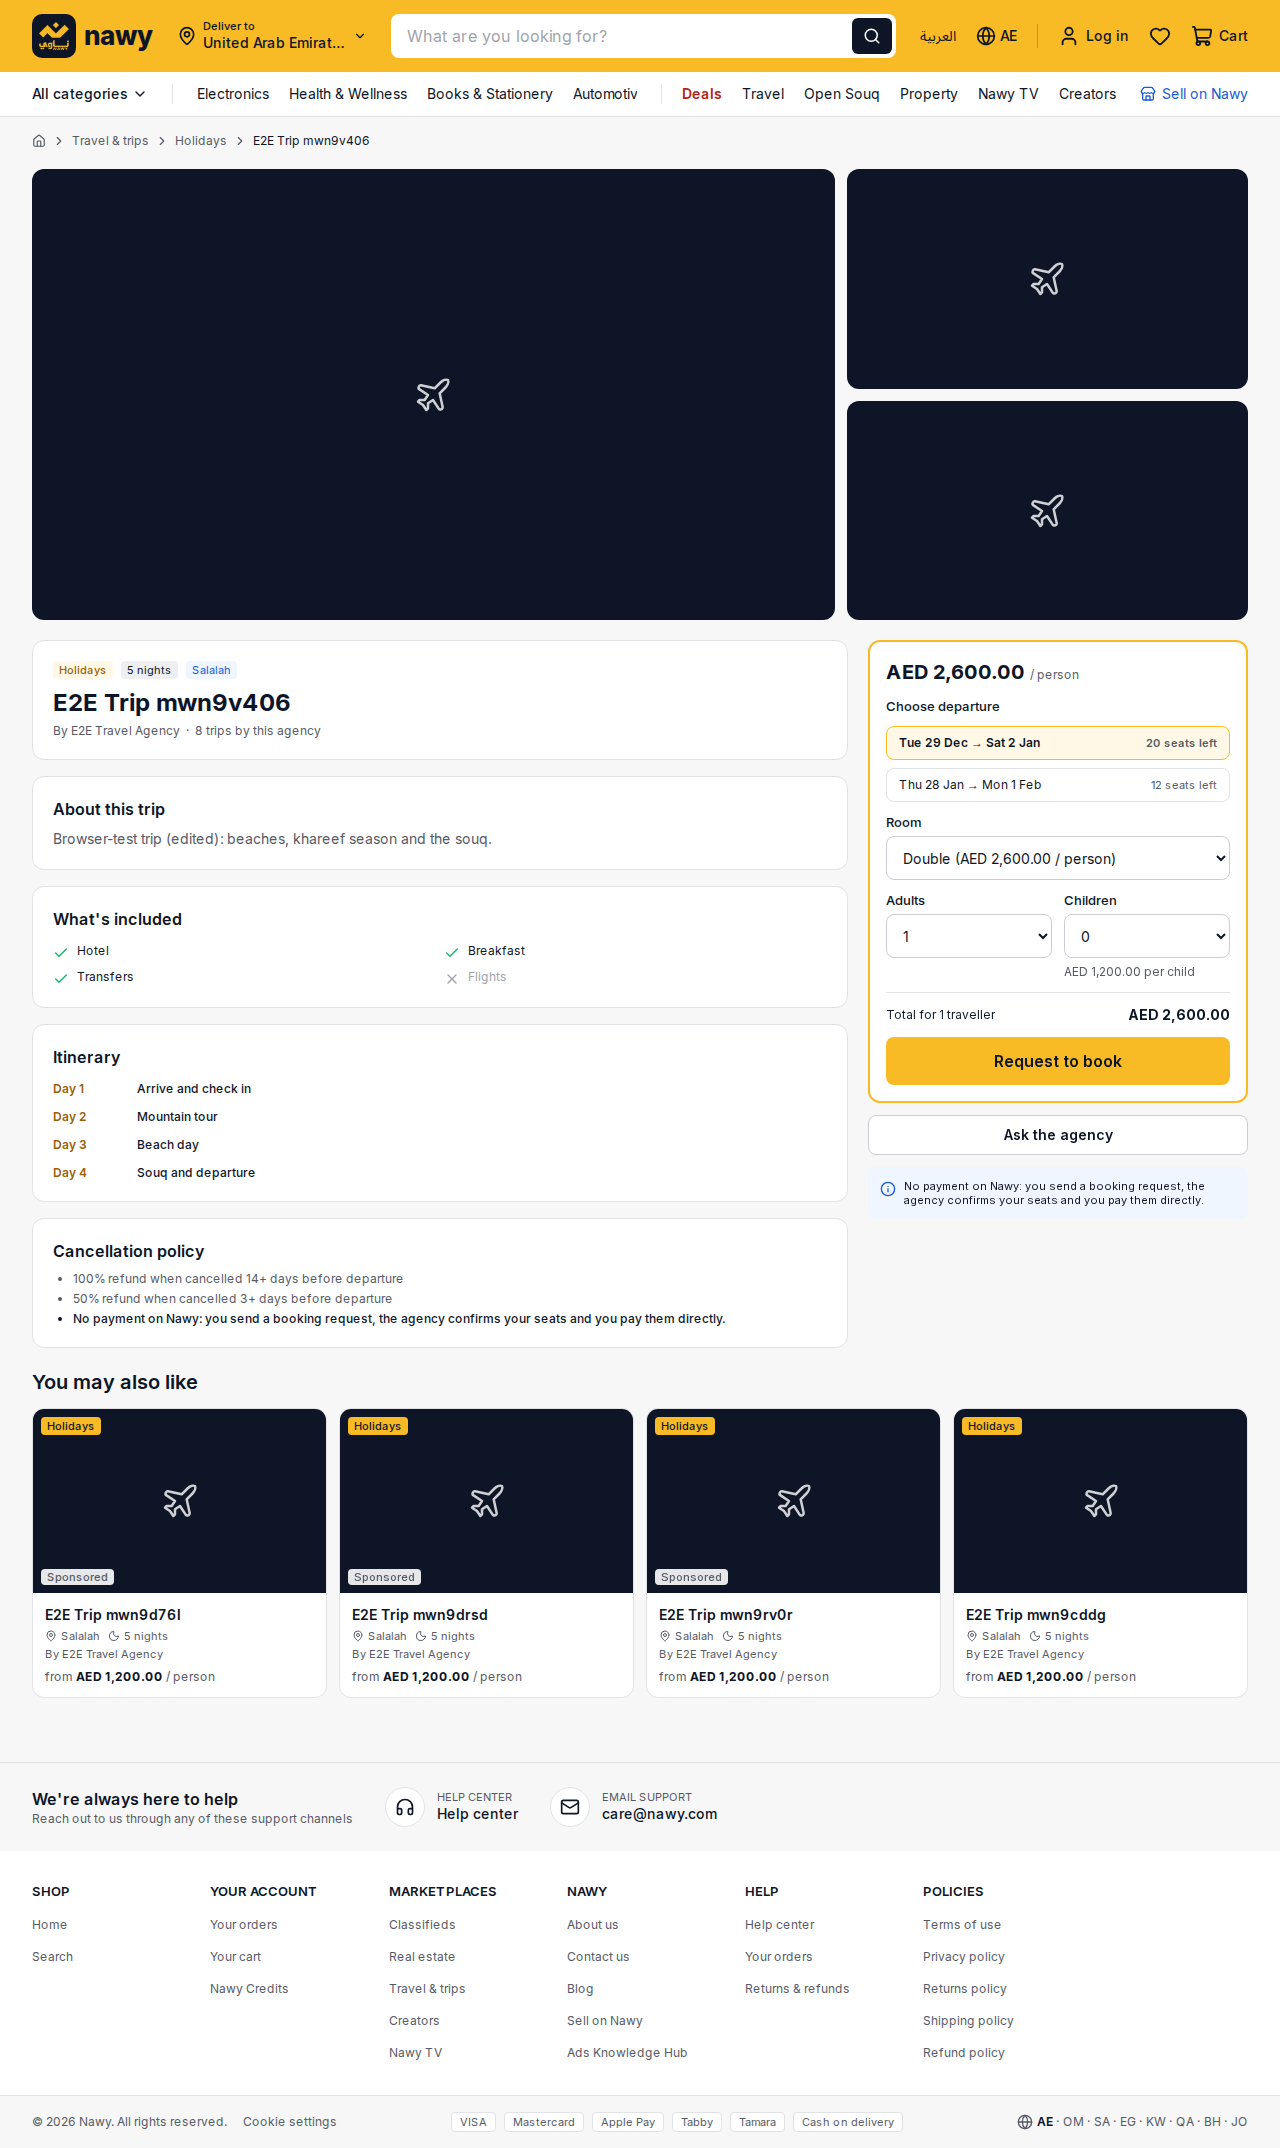 ناوي
NAWY
nawy
Deliver to
United Arab Emirat...
What are you looking for?
العربية
AE
Log in
Cart
All categories
Electronics
Health & Wellness
Books & Stationery
Automotiv
Deals
Travel
Open Souq
Property
Nawy TV
Creators
Sell on Nawy
Travel & trips
Holidays
E2E Trip mwn9v406
Holidays
5 nights
Salalah
E2E Trip mwn9v406
By E2E Travel Agency · 8 trips by this agency
About this trip
Browser-test trip (edited): beaches, khareef season and the souq.
What's included
Hotel
Breakfast
Transfers
Flights
Itinerary
Day 1 Arrive and check in
Day 2 Mountain tour
Day 3 Beach day
Day 4 Souq and departure
Cancellation policy
• 100% refund when cancelled 14+ days before departure
• 50% refund when cancelled 3+ days before departure
• No payment on Nawy: you send a booking request, the agency confirms your seats and you pay them directly.
AED 2,600.00 / person
Choose departure
Tue 29 Dec → Sat 2 Jan 20 seats left
Thu 28 Jan → Mon 1 Feb 12 seats left
Room
Double (AED 2,600.00 / person)
Adults
Children
1
0
AED 1,200.00 per child
Total for 1 traveller AED 2,600.00
Request to book
Ask the agency
No payment on Nawy: you send a booking request, the
agency confirms your seats and you pay them directly.
You may also like
Holidays
Sponsored
E2E Trip mwn9d76l
Salalah 5 nights
By E2E Travel Agency
from AED 1,200.00 / person
Holidays
Sponsored
E2E Trip mwn9drsd
Salalah 5 nights
By E2E Travel Agency
from AED 1,200.00 / person
Holidays
Sponsored
E2E Trip mwn9rv0r
Salalah 5 nights
By E2E Travel Agency
from AED 1,200.00 / person
Holidays
E2E Trip mwn9cddg
Salalah 5 nights
By E2E Travel Agency
from AED 1,200.00 / person
We're always here to help
Reach out to us through any of these support channels
HELP CENTER
Help center
EMAIL SUPPORT
care@nawy.com
SHOP
Home
Search
YOUR ACCOUNT
Your orders
Your cart
Nawy Credits
MARKETPLACES
Classifieds
Real estate
Travel & trips
Creators
Nawy TV
NAWY
About us
Contact us
Blog
Sell on Nawy
Ads Knowledge Hub
HELP
Help center
Your orders
Returns & refunds
POLICIES
Terms of use
Privacy policy
Returns policy
Shipping policy
Refund policy
© 2026 Nawy. All rights reserved.
Cookie settings
VISA
Mastercard
Apple Pay
Tabby
Tamara
Cash on delivery
AE · OM · SA · EG · KW · QA · BH · JO